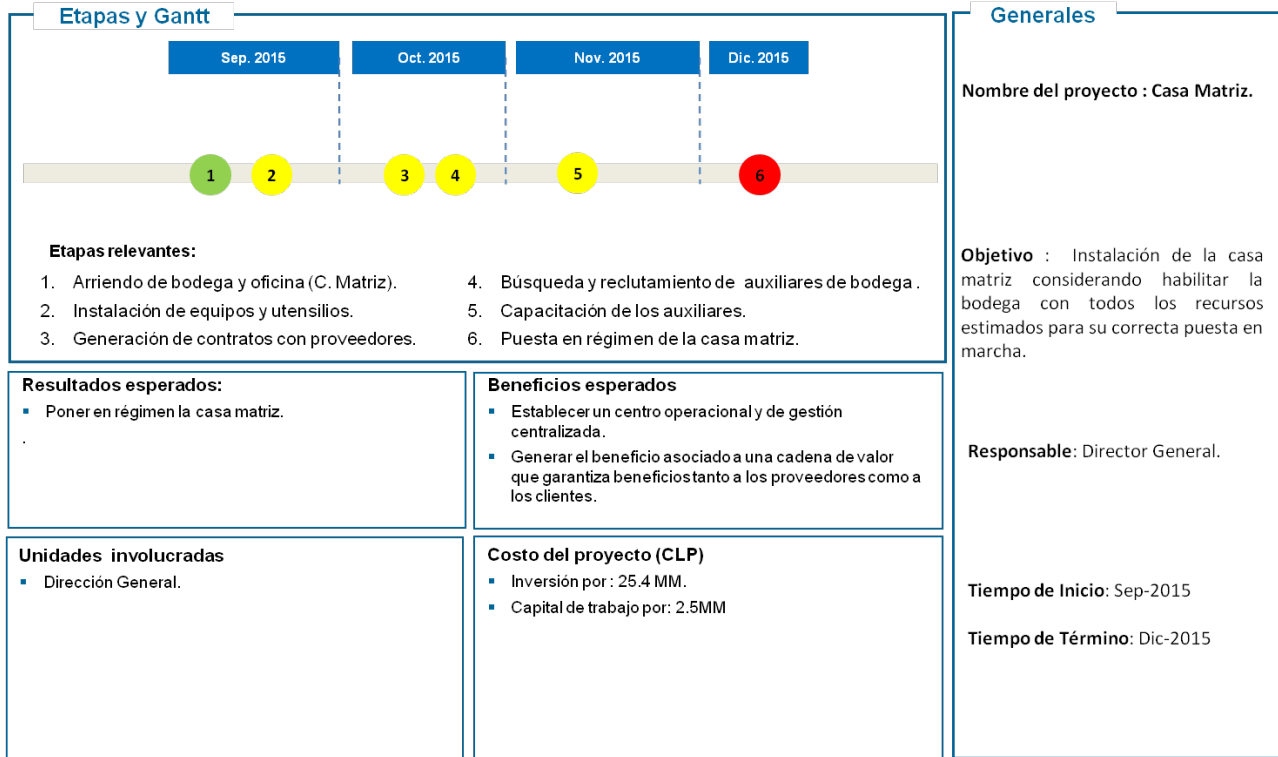 Etapas y Gantt
Sep. 2015
Oct. 2015
Nov. 2015
Dic. 2015
1
2
3
4
5
6
Etapas relevantes:
1. Arriendo de bodega y oficina (C. Matriz).
2. Instalación de equipos y utensilios.
3. Generación de contratos con proveedores.
4. Búsqueda y reclutamiento de auxiliares de bodega .
5. Capacitación de los auxiliares.
6. Puesta en régimen de la casa matriz.
Resultados esperados:
▪ Poner en régimen la casa matriz.
.
Beneficios esperados
▪ Establecer un centro operacional y de gestión
centralizada.
▪ Generar el beneficio asociado a una cadena de valor
que garantiza beneficios tanto a los proveedores como a
los clientes.
Unidades involucradas
▪ Dirección General.
Costo del proyecto (CLP)
▪ Inversión por : 25.4 MM.
▪ Capital de trabajo por: 2.5MM
Generales
Nombre del proyecto : Casa Matriz.
Objetivo : Instalación de la casa
matriz considerando habilitar la
bodega con todos los recursos
estimados para su correcta puesta en
marcha.
Responsable: Director General.
Tiempo de Inicio: Sep-2015
Tiempo de Término: Dic-2015